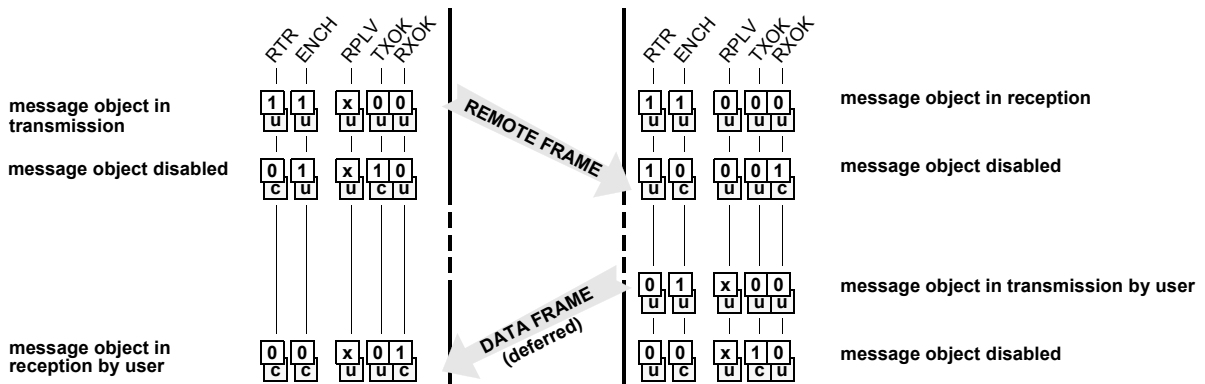 RTR ENCH RPLV TXOK RXOK RTR ENCH RPLV TXOK RXOK
message object in transmission 1 1 x 0 0 REMOTE FRAME 1 1 0 0 0 message object in reception
u u u u u u u u u u
message object disabled 0 1 x 1 0 1 0 0 0 1 message object disabled
c u u c u u c u u c
0 1 x 0 0 message object in transmission by user
u u u u u
DATA FRAME
(deferred)
message object in reception by user 0 0 x 0 1 0 0 x 1 0 message object disabled
c c u u c u c u c u